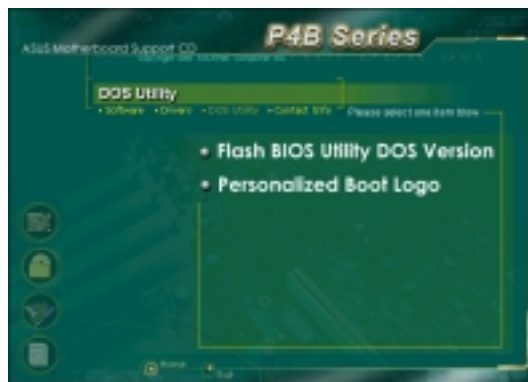 P4B Series
ASUS Motherboard Support CD
DOS Utility
• Software • Drivers • DOS Utility • Contact Info
Please select one item blow
Flash BIOS Utility DOS Version
Personalized Boot Logo